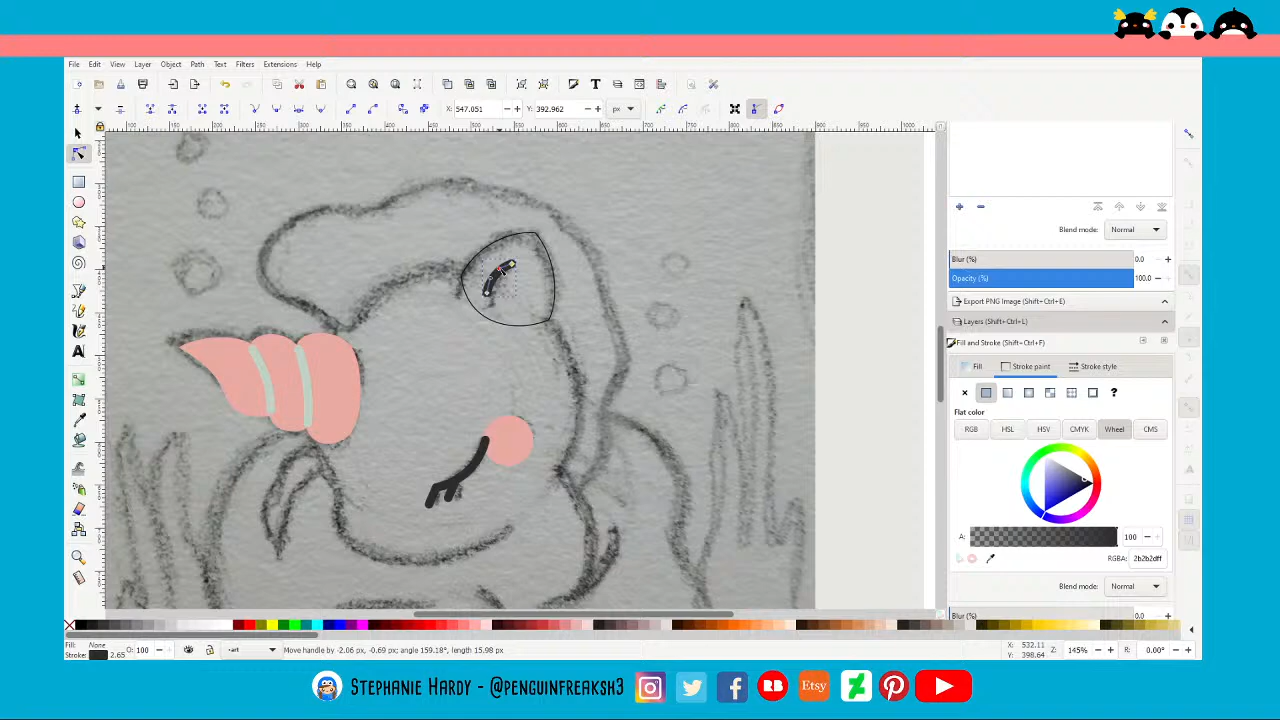 File Edit View Layer Object Path Text Filters Extensions Help
X: 547.051 Y: 392.962 px
Blend mode: Normal
Blur (%) 0.0
Opacity (%) 100.0
Export PNG Image (Shift+Ctrl+E)
Layers (Shift+Ctrl+L)
Fill and Stroke (Shift+Ctrl+F)
Fill Stroke paint Stroke style
?
Flat color
RGB HSL HSV CMYK Wheel CMS
A: 100
RGBA: 2b2b2dff
Blend mode: Normal
Blur (%) 0.0
Fill: None
Stroke: 2.65 O: 100 art Move handle by -2.06 px, -0.69 px; angle 159.18°, length 15.98 px X: 532.11 Y: 398.64 Z: 145% R: 0.00°
Stephanie Hardy - @penguinfreaksh3 RB Etsy